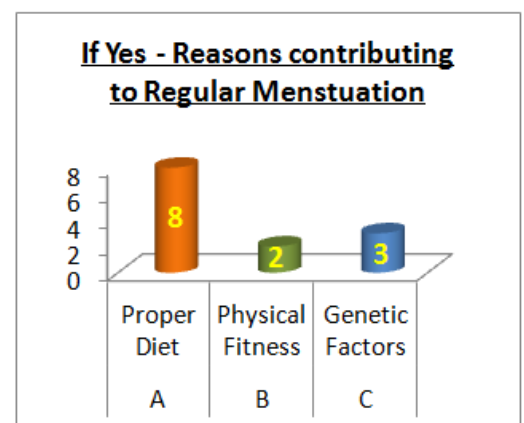 If Yes - Reasons contributing
to Regular Menstuation
8
6
4
2
0
8
2
3
Proper Diet
Physical Fitness
Genetic Factors
A
B
C